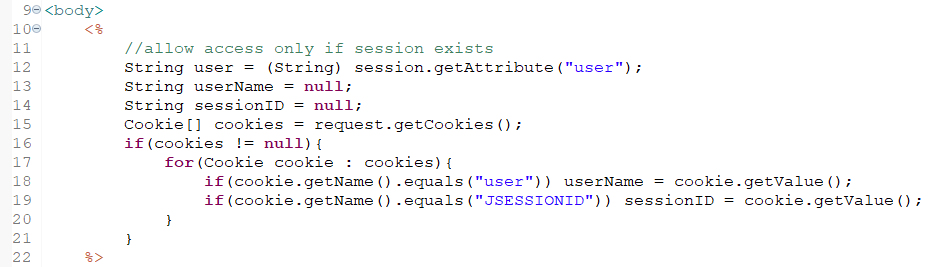 9 <body>
10     <%
11         //allow access only if session exists
12         String user = (String) session.getAttribute("user");
13         String userName = null;
14         String sessionID = null;
15         Cookie[] cookies = request.getCookies();
16         if(cookies != null){
17             for(Cookie cookie : cookies){
18                 if(cookie.getName().equals("user")) userName = cookie.getValue();
19                 if(cookie.getName().equals("JSESSIONID")) sessionID = cookie.getValue();
20             }
21         }
22     %>